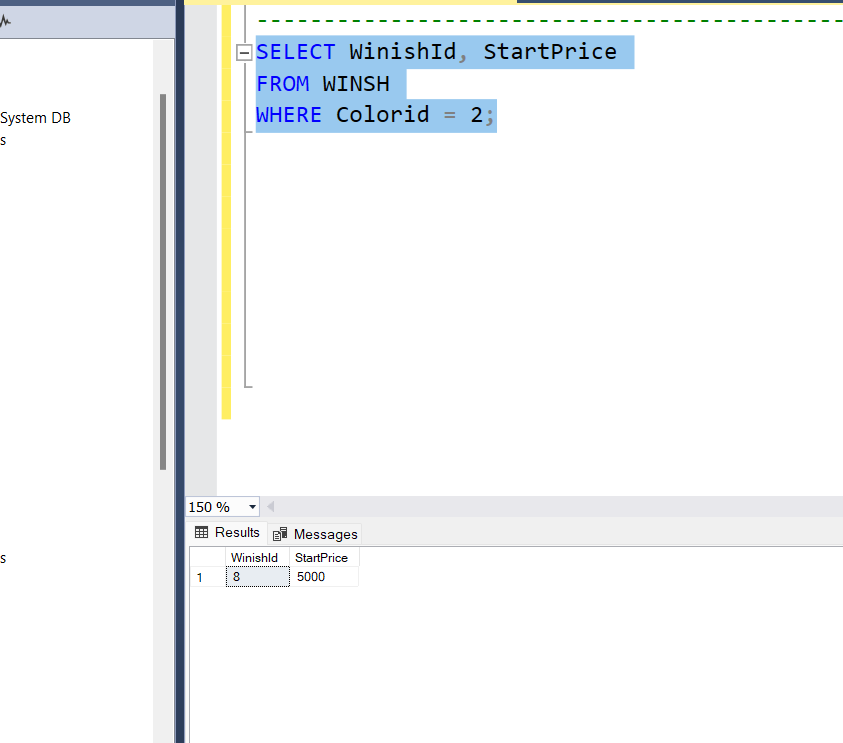 System DB
s
s
------------------------------------------
SELECT WinishId, StartPrice
FROM WINSH
WHERE Colorid = 2;
150 %
Results Messages
WinishId StartPrice
1 8 5000